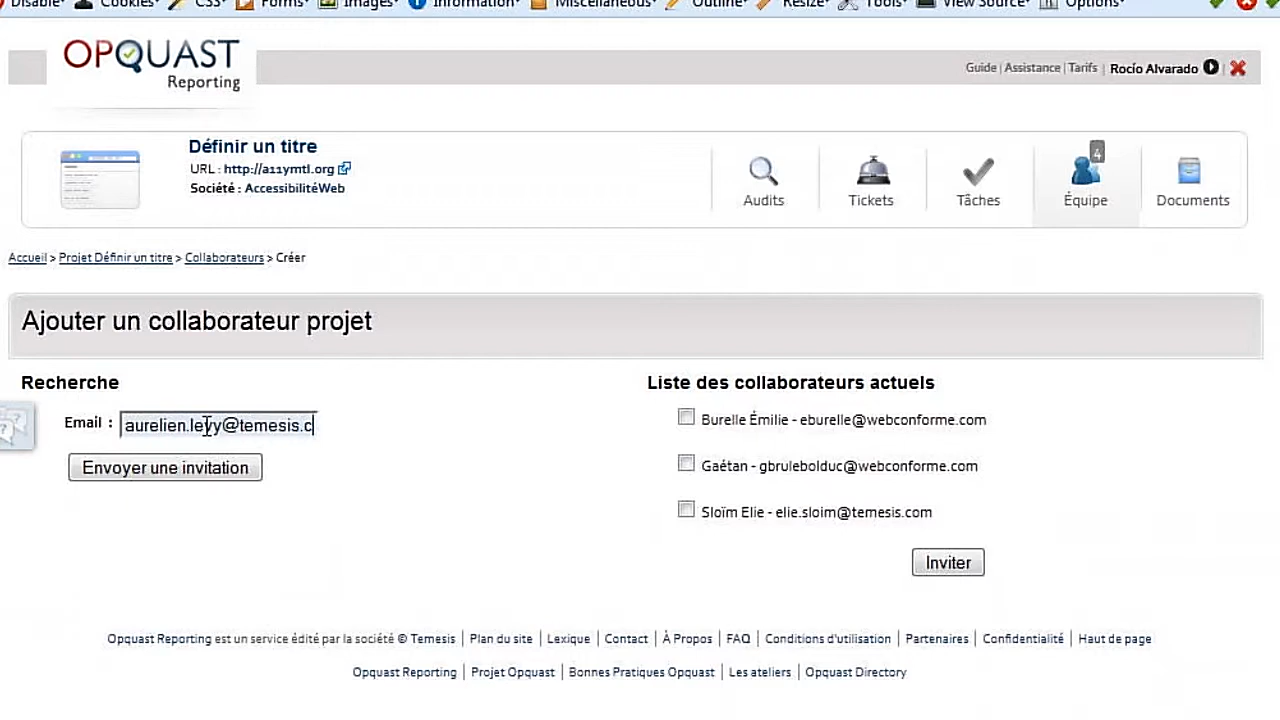 Disable Cookies CSS Forms Images Information Miscellaneous Outline Resize Tools View Source Options
OPQUAST
Reporting
Guide | Assistance | Tarifs | Rocío Alvarado
Définir un titre
URL : http://a11ymtl.org
Société : AccessibilitéWeb
4
Audits Tickets Tâches Équipe Documents
Accueil > Projet Définir un titre > Collaborateurs > Créer
Ajouter un collaborateur projet
Recherche
Email : aurelien.levy@temesis.c
Envoyer une invitation
Liste des collaborateurs actuels
Burelle Émilie - eburelle@webconforme.com
Gaétan - gbrulebolduc@webconforme.com
Sloïm Elie - elie.sloim@temesis.com
Inviter
Opquast Reporting est un service édité par la société © Temesis | Plan du site | Lexique | Contact | À Propos | FAQ | Conditions d'utilisation | Partenaires | Confidentialité | Haut de page
Opquast Reporting | Projet Opquast | Bonnes Pratiques Opquast | Les ateliers | Opquast Directory